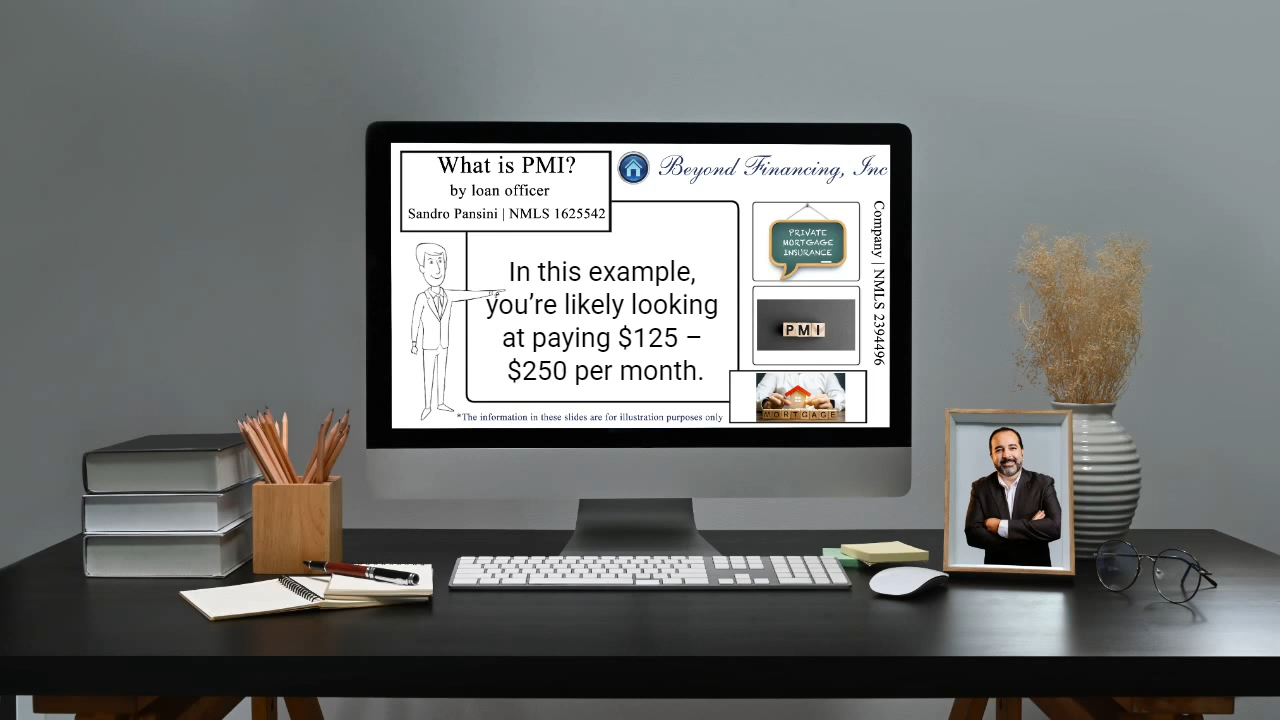 What is PMI?
by loan officer
Sandro Pansini | NMLS 1625542
Beyond Financing, Inc
Company | NMLS 2394496
In this example,
you're likely looking
at paying $125 –
$250 per month.
PRIVATE
MORTGAGE
INSURANCE
PMI
MORTGAGE
*The information in these slides are for illustration purposes only